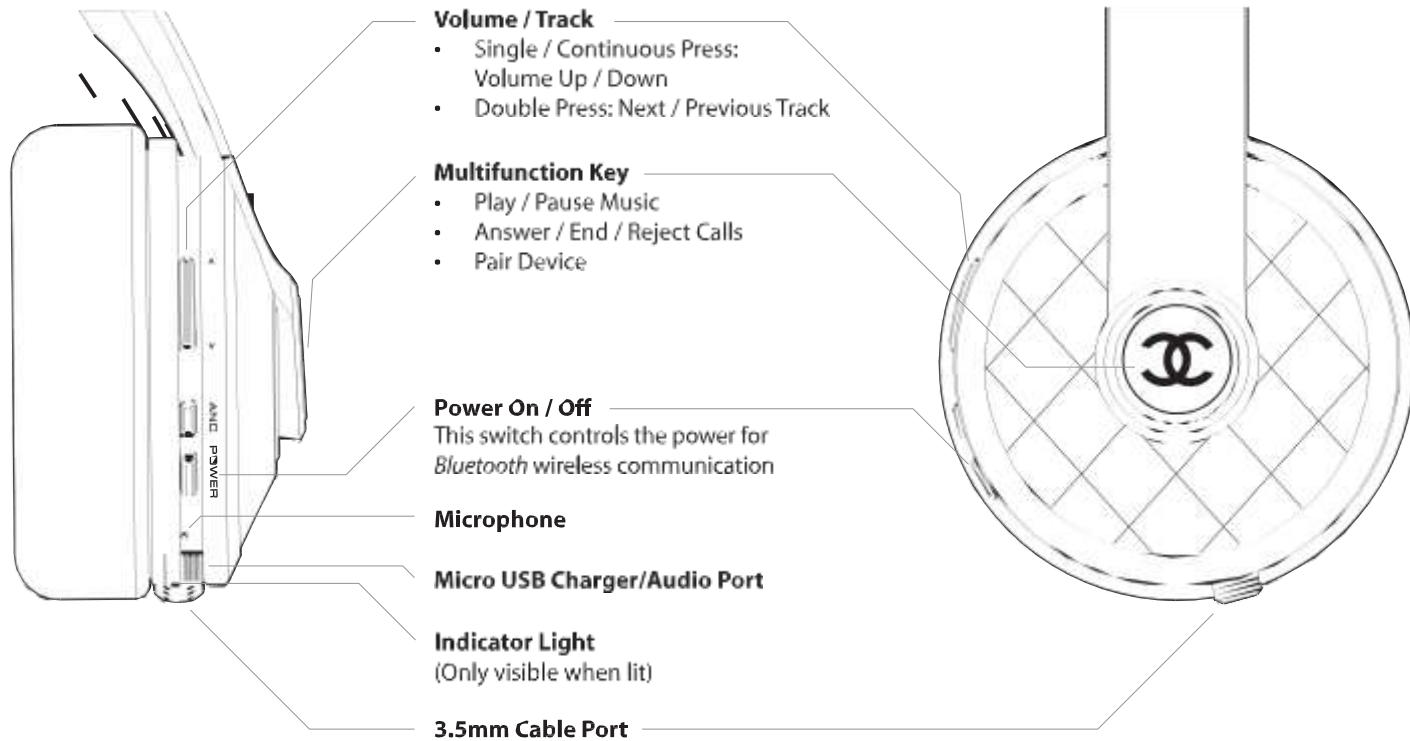 Volume / Track
• Single / Continuous Press:
Volume Up / Down
• Double Press: Next / Previous Track
Multifunction Key
• Play / Pause Music
• Answer / End / Reject Calls
• Pair Device
Power On / Off
This switch controls the power for
Bluetooth wireless communication
Microphone
Micro USB Charger/Audio Port
Indicator Light
(Only visible when lit)
3.5mm Cable Port
ANC
POWER